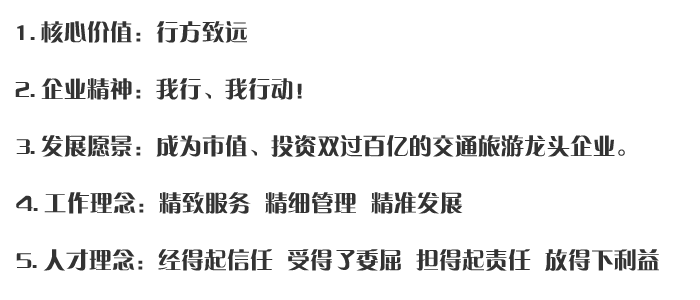 1. 核心价值：行方致远
2. 企业精神：我行、我行动！
3. 发展愿景：成为市值、投资双过百亿的交通旅游龙头企业。
4. 工作理念：精致服务 精细管理 精准发展
5. 人才理念：经得起信任 受得了委屈 担得起责任 放得下利益